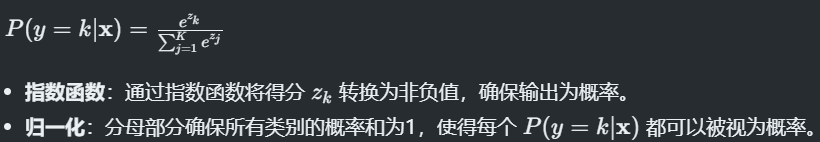 P(y = k|x) = e^{z_k} / \sum_{j=1}^{K} e^{z_j}
• 指数函数：通过指数函数将得分 z_k 转换为非负值，确保输出为概率。
• 归一化：分母部分确保所有类别的概率和为1，使得每个 P(y = k|x) 都可以被视为概率。